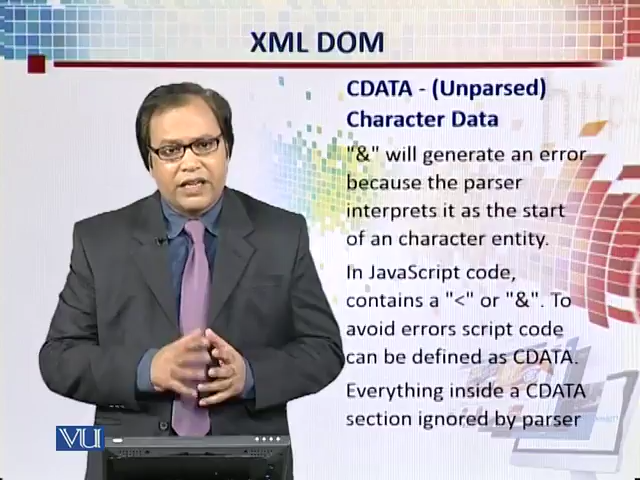 XML DOM
CDATA - (Unparsed)
Character Data
"&" will generate an error
because the parser
interprets it as the start
of an character entity.
In JavaScript code,
contains a "<" or "&". To
avoid errors script code
can be defined as CDATA.
Everything inside a CDATA
section ignored by parser
VU
http